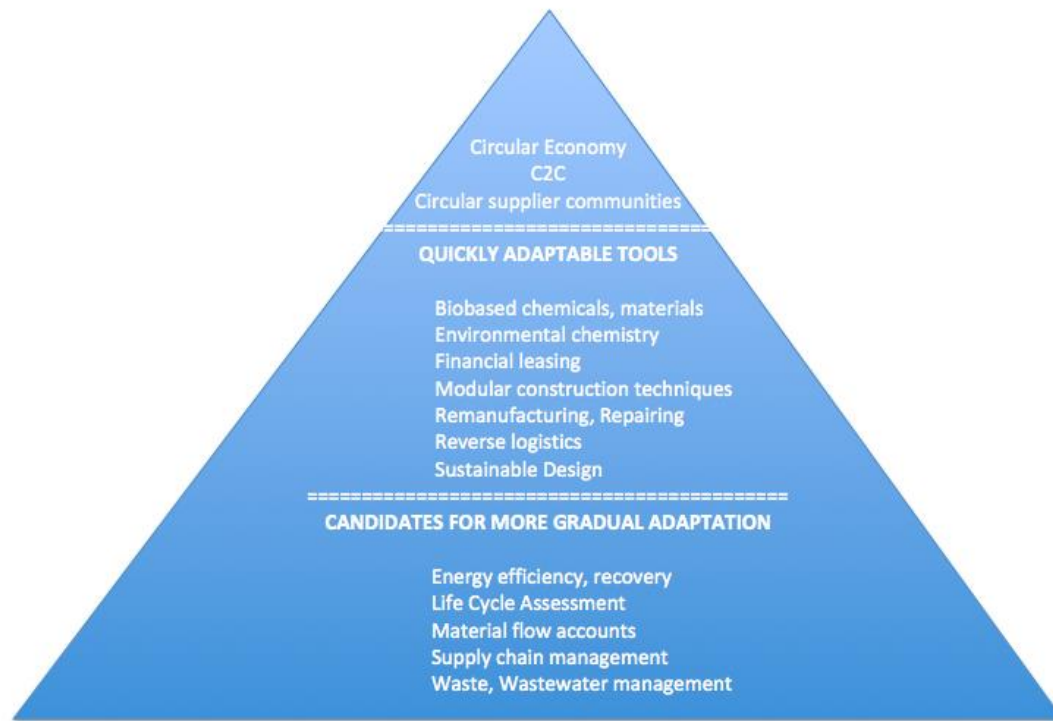 Circular Economy
C2C
Circular supplier communities
==============================
QUICKLY ADAPTABLE TOOLS
Biobased chemicals, materials
Environmental chemistry
Financial leasing
Modular construction techniques
Remanufacturing, Repairing
Reverse logistics
Sustainable Design
============================================
CANDIDATES FOR MORE GRADUAL ADAPTATION
Energy efficiency, recovery
Life Cycle Assessment
Material flow accounts
Supply chain management
Waste, Wastewater management